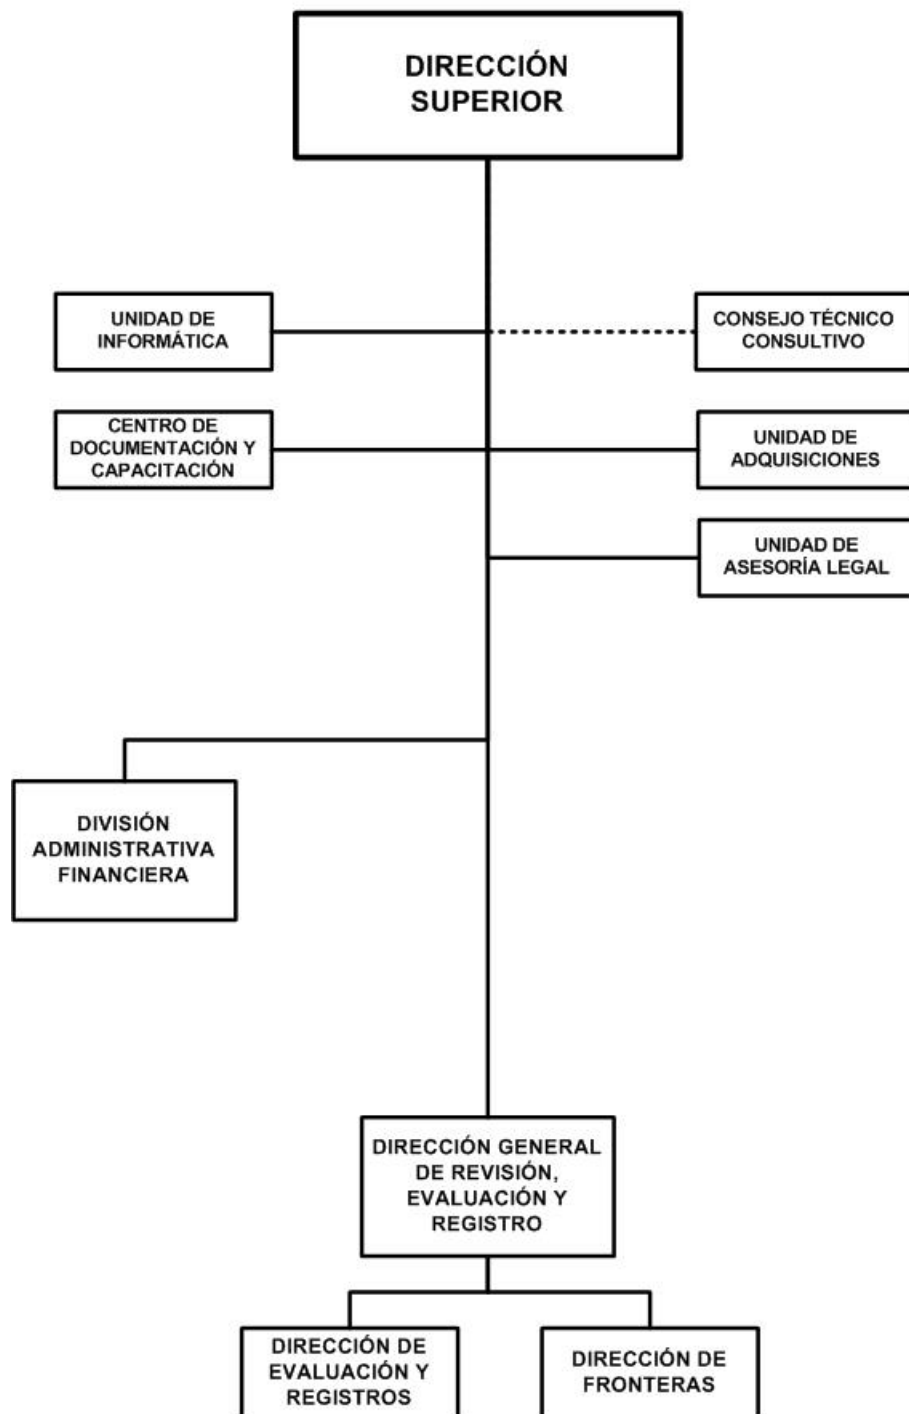 DIRECCIÓN
SUPERIOR
UNIDAD DE
INFORMÁTICA
CONSEJO TÉCNICO
CONSULTIVO
CENTRO DE
DOCUMENTACIÓN Y
CAPACITACIÓN
UNIDAD DE
ADQUISICIONES
UNIDAD DE
ASESORÍA LEGAL
DIVISIÓN
ADMINISTRATIVA
FINANCIERA
DIRECCIÓN GENERAL
DE REVISIÓN,
EVALUACIÓN Y
REGISTRO
DIRECCIÓN DE
EVALUACIÓN Y
REGISTROS
DIRECCIÓN DE
FRONTERAS